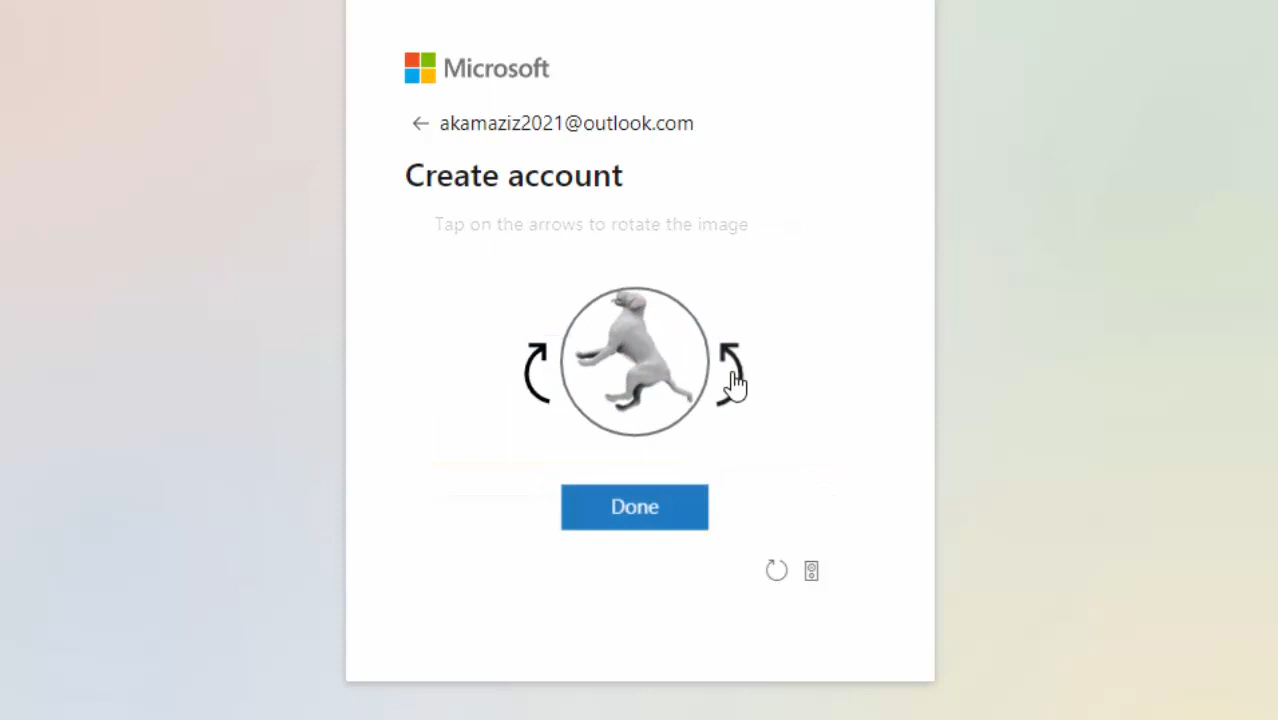 Microsoft
akamaziz2021@outlook.com
Create account
Tap on the arrows to rotate the image
Done